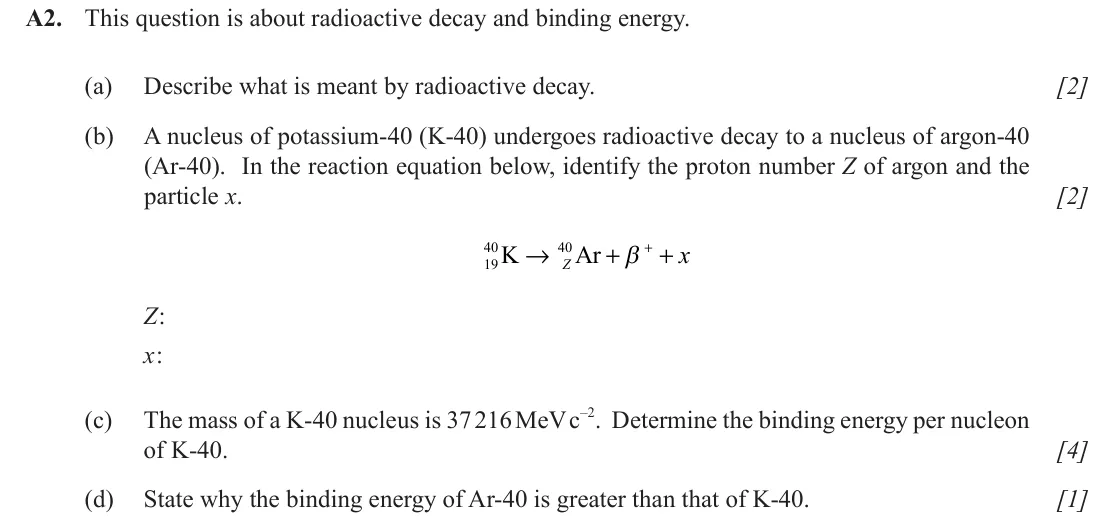 A2. This question is about radioactive decay and binding energy.
(a) Describe what is meant by radioactive decay. [2]
(b) A nucleus of potassium-40 (K-40) undergoes radioactive decay to a nucleus of argon-40
(Ar-40). In the reaction equation below, identify the proton number Z of argon and the
particle x. [2]
⁴⁰₁₉K → ⁴⁰_ZAr + β⁺ + x
Z:
x:
(c) The mass of a K-40 nucleus is 37 216 MeV c⁻². Determine the binding energy per nucleon
of K-40. [4]
(d) State why the binding energy of Ar-40 is greater than that of K-40. [1]